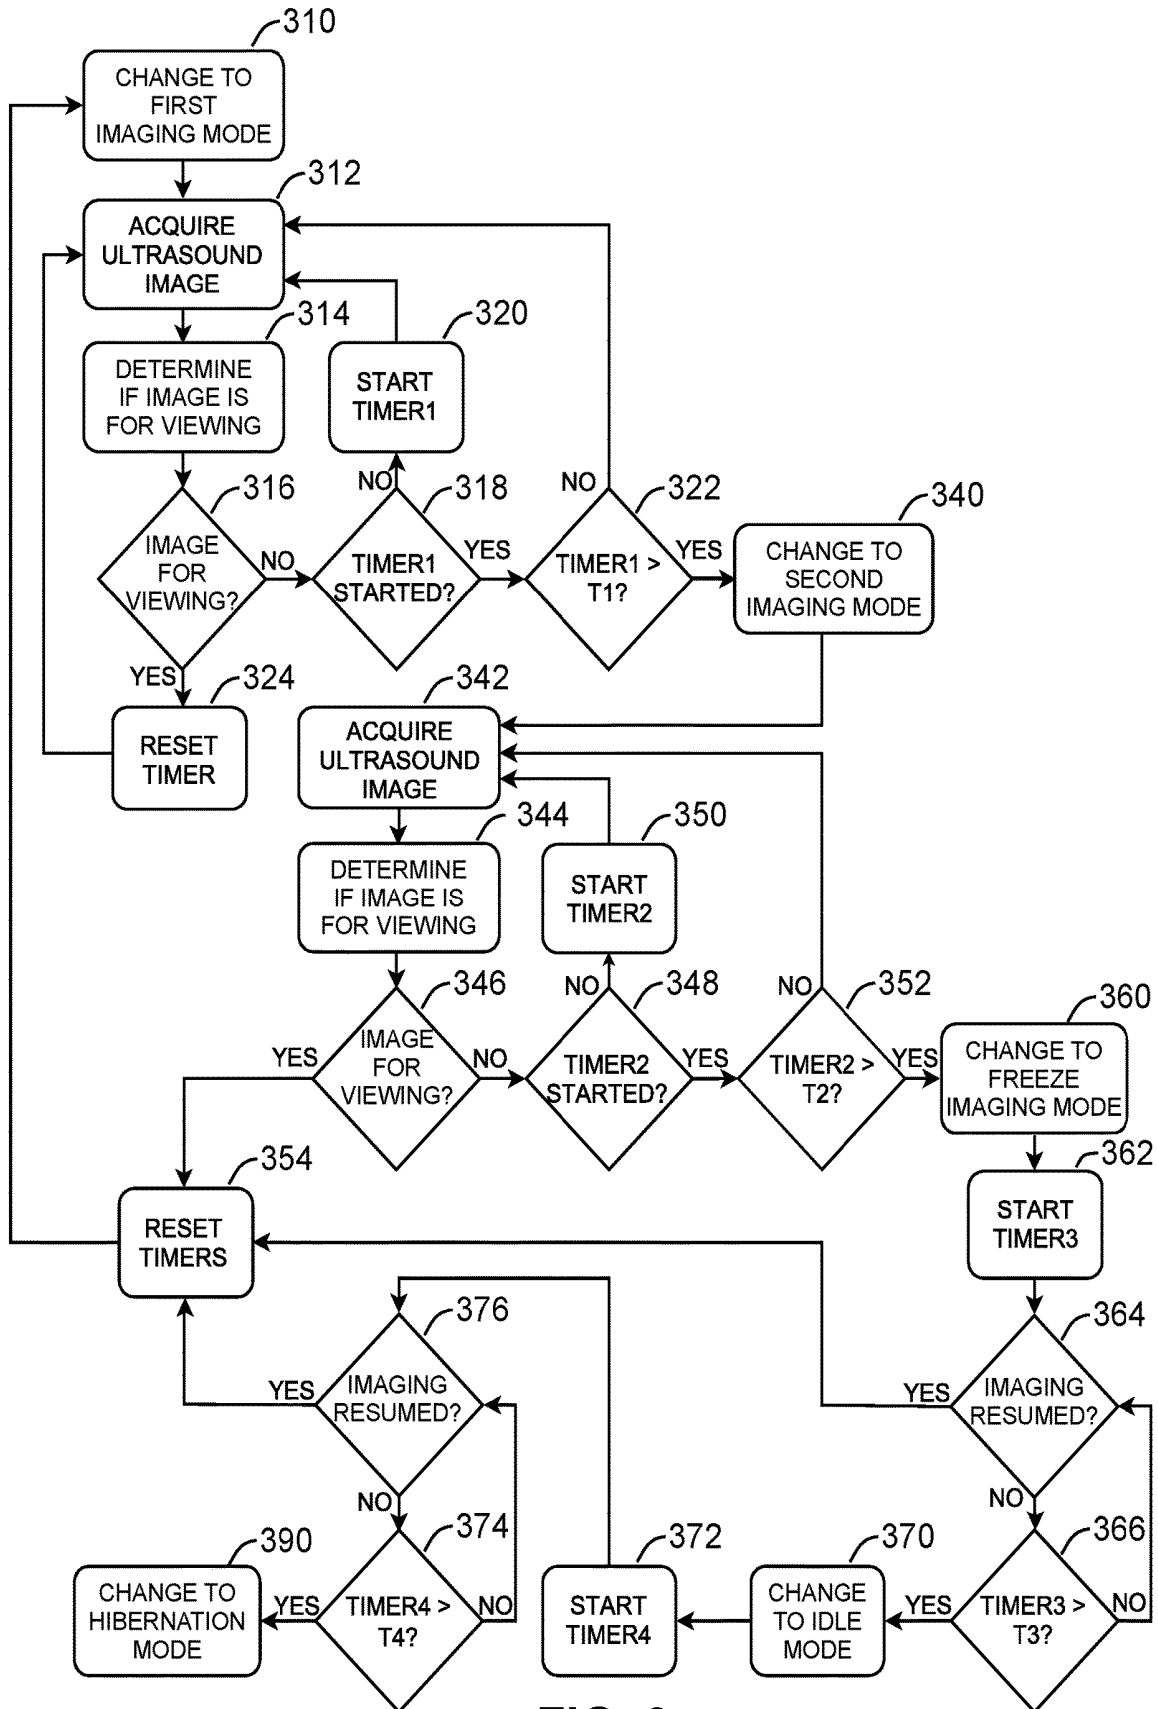 310
CHANGE TO
FIRST
IMAGING MODE
312
ACQUIRE
ULTRASOUND
IMAGE
314
DETERMINE
IF IMAGE IS
FOR VIEWING
320
START
TIMER1
316
IMAGE
FOR
VIEWING?
NO
YES
318
TIMER1
STARTED?
NO
YES
322
TIMER1 >
T1?
NO
YES
340
CHANGE TO
SECOND
IMAGING MODE
324
RESET
TIMER
342
ACQUIRE
ULTRASOUND
IMAGE
344
DETERMINE
IF IMAGE IS
FOR VIEWING
350
START
TIMER2
346
IMAGE
FOR
VIEWING?
YES
NO
348
TIMER2
STARTED?
NO
YES
352
TIMER2 >
T2?
NO
YES
360
CHANGE TO
FREEZE
IMAGING MODE
354
RESET
TIMERS
362
START
TIMER3
364
IMAGING
RESUMED?
YES
NO
366
TIMER3 >
T3?
YES
NO
370
CHANGE
TO IDLE
MODE
372
START
TIMER4
376
IMAGING
RESUMED?
YES
NO
374
TIMER4 >
T4?
YES
NO
390
CHANGE TO
HIBERNATION
MODE